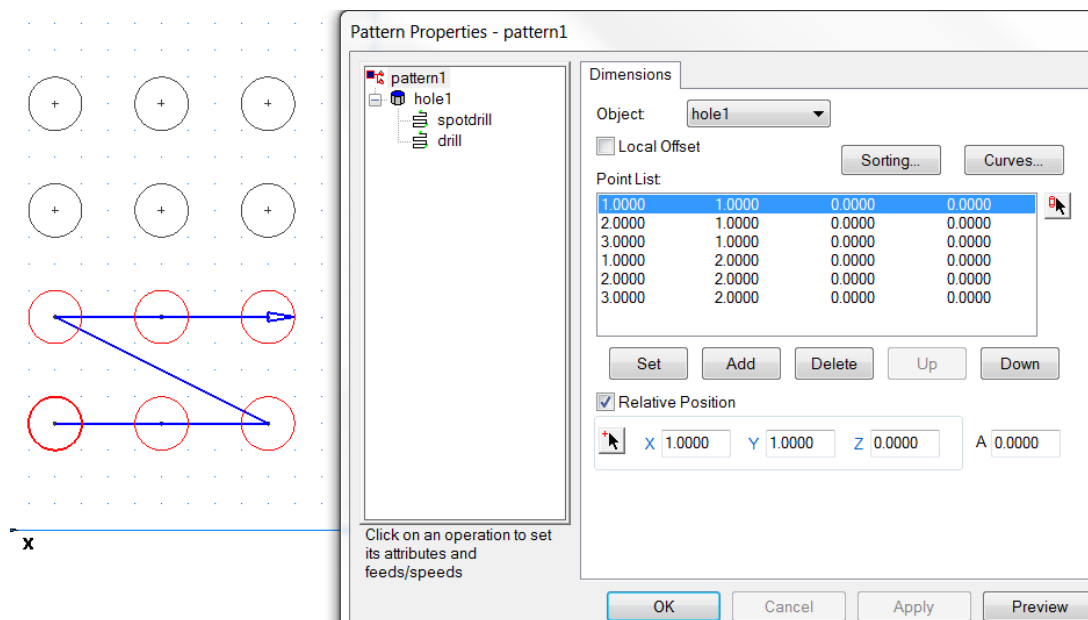 Pattern Properties - pattern1
pattern1
hole1
spotdrill
drill
Dimensions
Object:
hole1
Local Offset
Sorting...
Curves...
Point List:
1.0000 1.0000 0.0000 0.0000
2.0000 1.0000 0.0000 0.0000
3.0000 1.0000 0.0000 0.0000
1.0000 2.0000 0.0000 0.0000
2.0000 2.0000 0.0000 0.0000
3.0000 2.0000 0.0000 0.0000
Set Add Delete Up Down
Relative Position
X 1.0000 Y 1.0000 Z 0.0000 A 0.0000
Click on an operation to set
its attributes and
feeds/speeds
OK Cancel Apply Preview
X